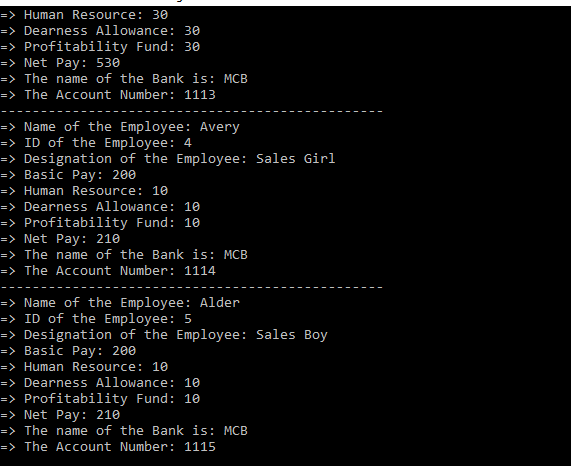 => Human Resource: 30
=> Dearness Allowance: 30
=> Profitability Fund: 30
=> Net Pay: 530
=> The name of the Bank is: MCB
=> The Account Number: 1113
------------------------------------------------
=> Name of the Employee: Avery
=> ID of the Employee: 4
=> Designation of the Employee: Sales Girl
=> Basic Pay: 200
=> Human Resource: 10
=> Dearness Allowance: 10
=> Profitability Fund: 10
=> Net Pay: 210
=> The name of the Bank is: MCB
=> The Account Number: 1114
------------------------------------------------
=> Name of the Employee: Alder
=> ID of the Employee: 5
=> Designation of the Employee: Sales Boy
=> Basic Pay: 200
=> Human Resource: 10
=> Dearness Allowance: 10
=> Profitability Fund: 10
=> Net Pay: 210
=> The name of the Bank is: MCB
=> The Account Number: 1115